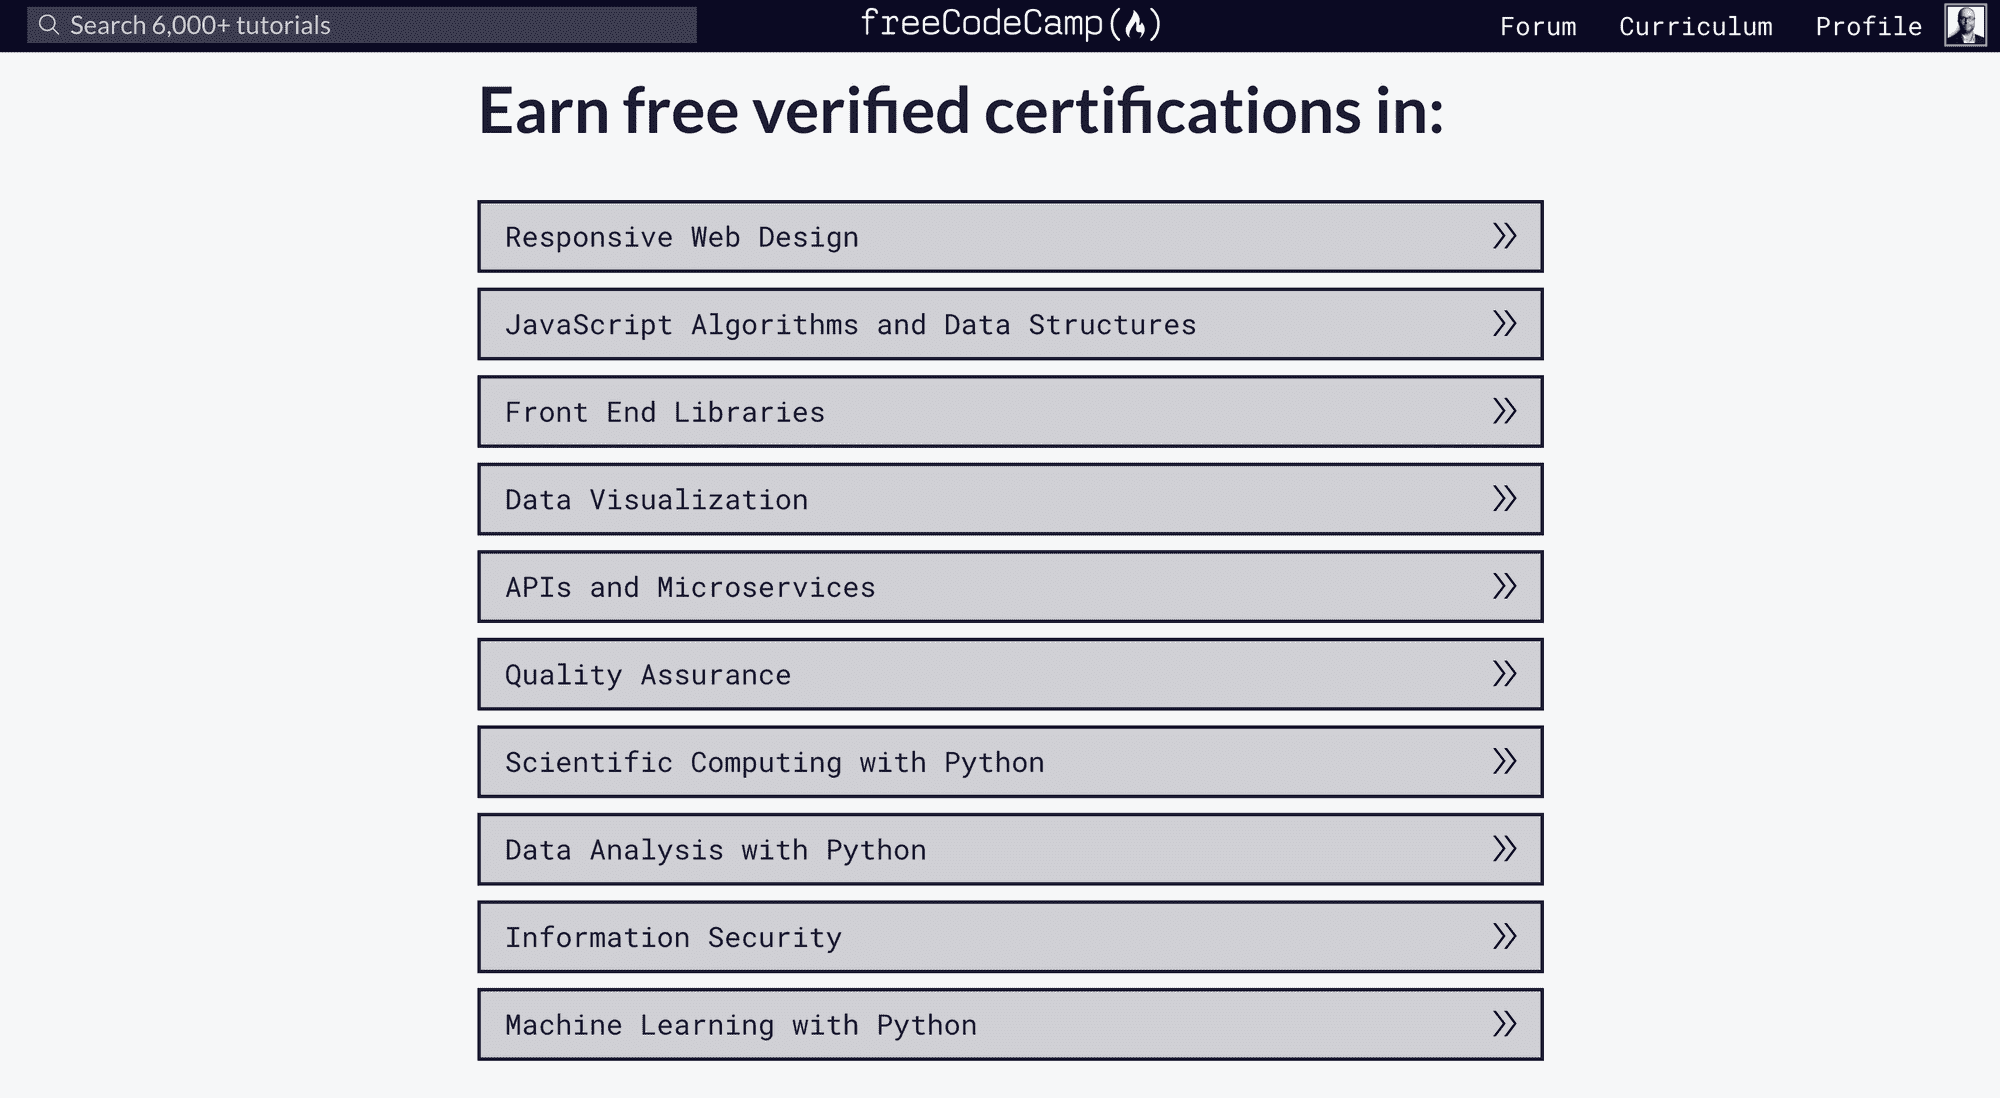 Search 6,000+ tutorials
freeCodeCamp(🔥)
Forum Curriculum Profile
Earn free verified certifications in:
Responsive Web Design
JavaScript Algorithms and Data Structures
Front End Libraries
Data Visualization
APIs and Microservices
Quality Assurance
Scientific Computing with Python
Data Analysis with Python
Information Security
Machine Learning with Python